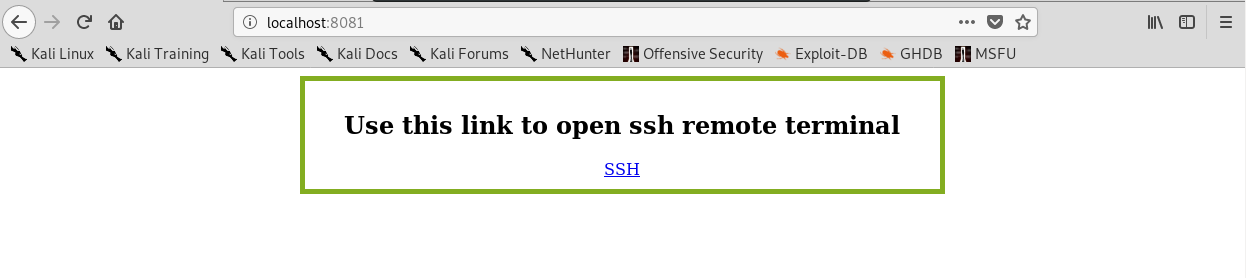 localhost:8081
Kali Linux Kali Training Kali Tools Kali Docs Kali Forums NetHunter Offensive Security Exploit-DB GHDB MSFU
Use this link to open ssh remote terminal
SSH